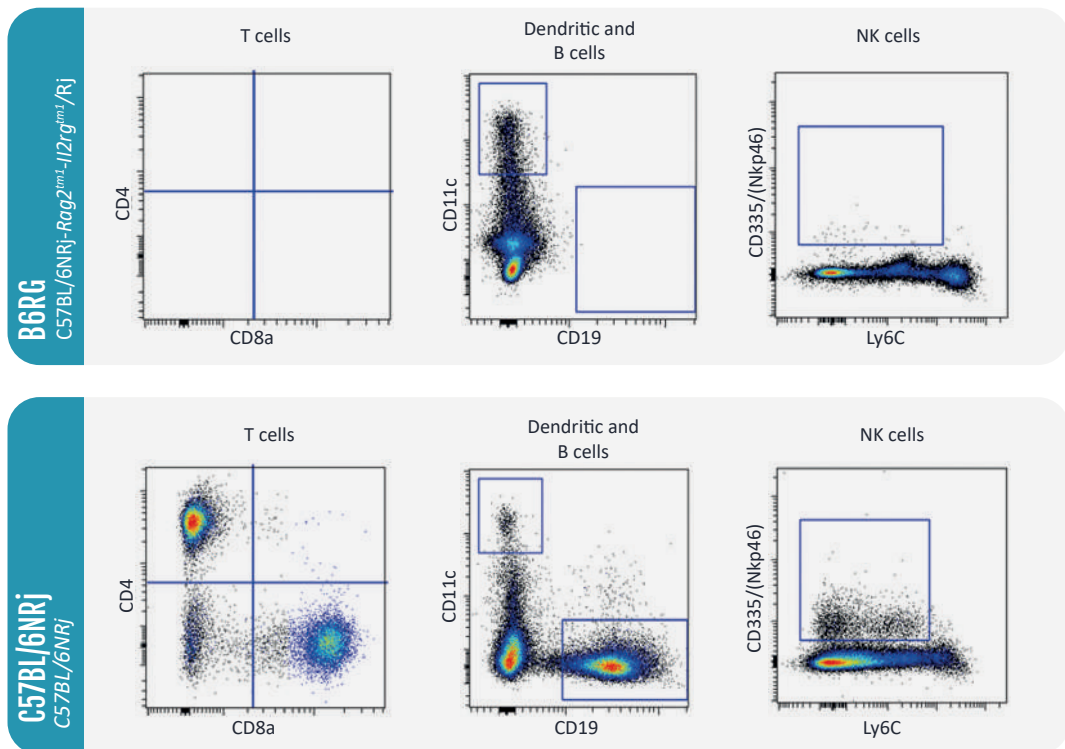 B6RG
C57BL/6NRj-Rag2tm1-Il2rgtm1/Rj
T cells
CD4
CD8a
Dendritic and
B cells
CD11c
CD19
NK cells
CD335/(Nkp46)
Ly6C
C57BL/6NRj
C57BL/6NRj
T cells
CD4
CD8a
Dendritic and
B cells
CD11c
CD19
NK cells
CD335/(Nkp46)
Ly6C